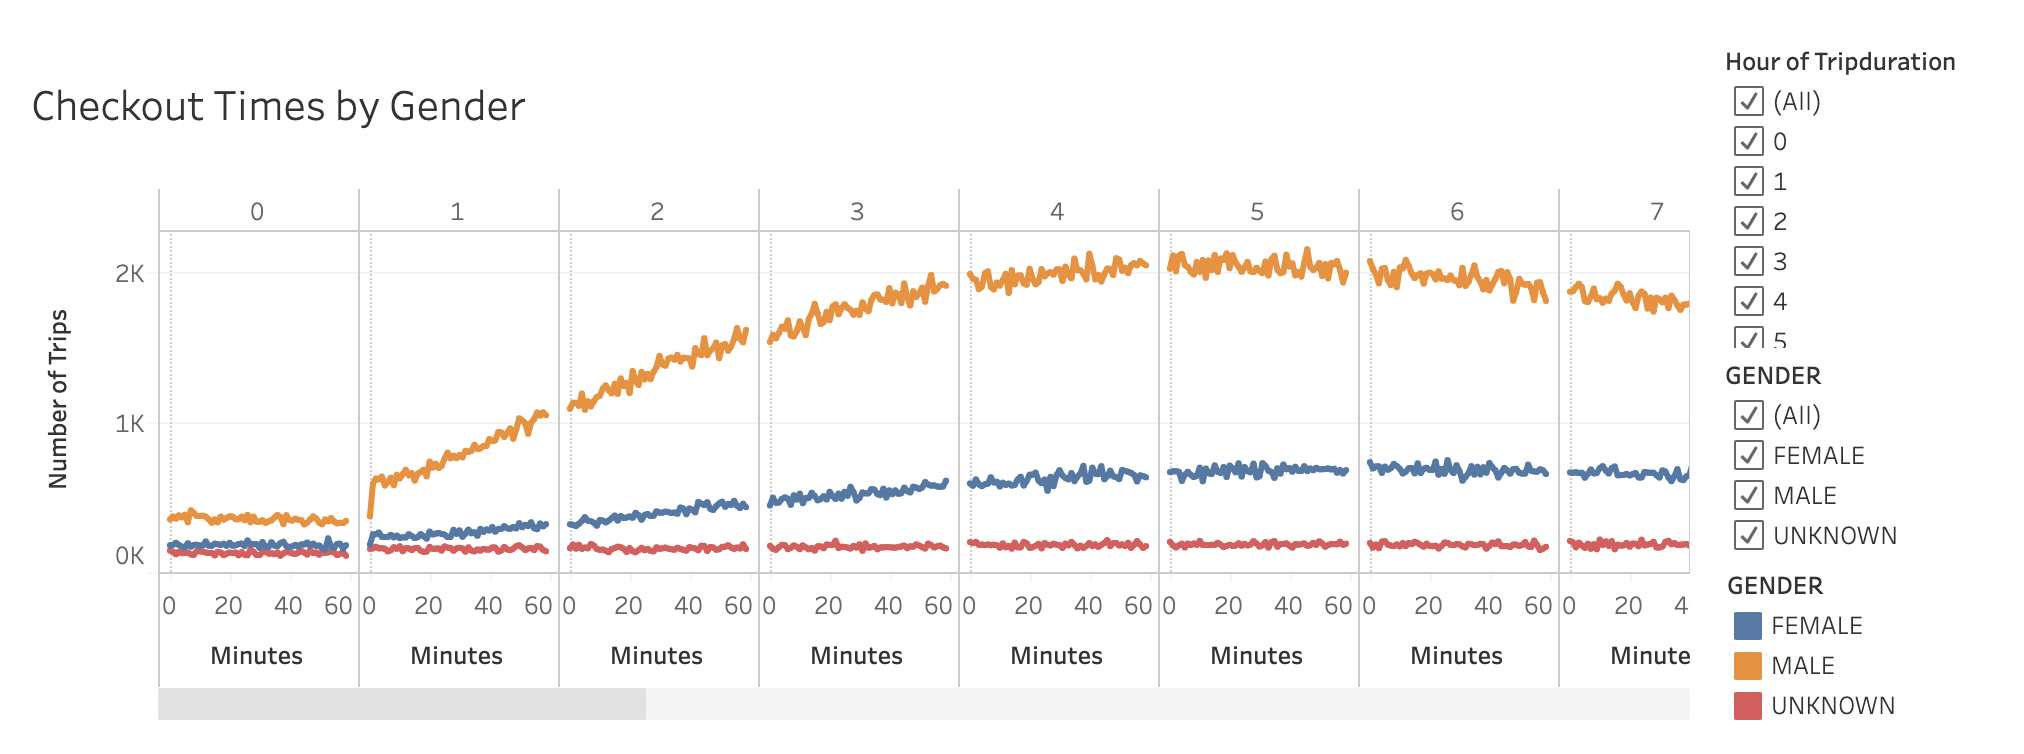 Checkout Times by Gender
0 1 2 3 4 5 6 7
2K
1K
0K
Number of Trips
0 20 40 60 0 20 40 60 0 20 40 60 0 20 40 60 0 20 40 60 0 20 40 60 0 20 40 60 0 20 4
Minutes Minutes Minutes Minutes Minutes Minutes Minutes Minute
Hour of Tripduration
(All)
0
1
2
3
4
5
GENDER
(All)
FEMALE
MALE
UNKNOWN
GENDER
FEMALE
MALE
UNKNOWN